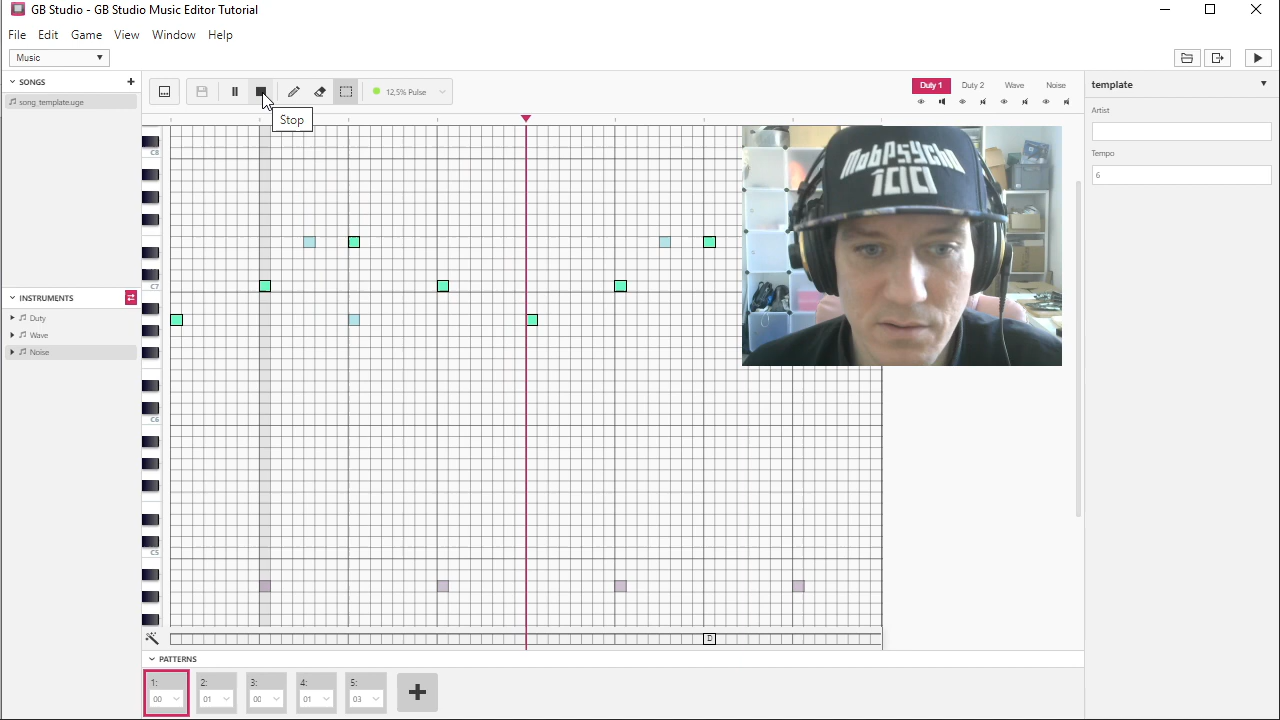 GB Studio - GB Studio Music Editor Tutorial
File Edit Game View Window Help
Music
SONGS
song_template.uge
INSTRUMENTS
Duty
Wave
Noise
12,5% Pulse
Stop
Duty 1 Duty 2 Wave Noise
C8
C7
C6
C5
MobPsycho
100
D
PATTERNS
1: 2: 3: 4: 5:
00 01 00 01 03
template
Artist
Tempo
6